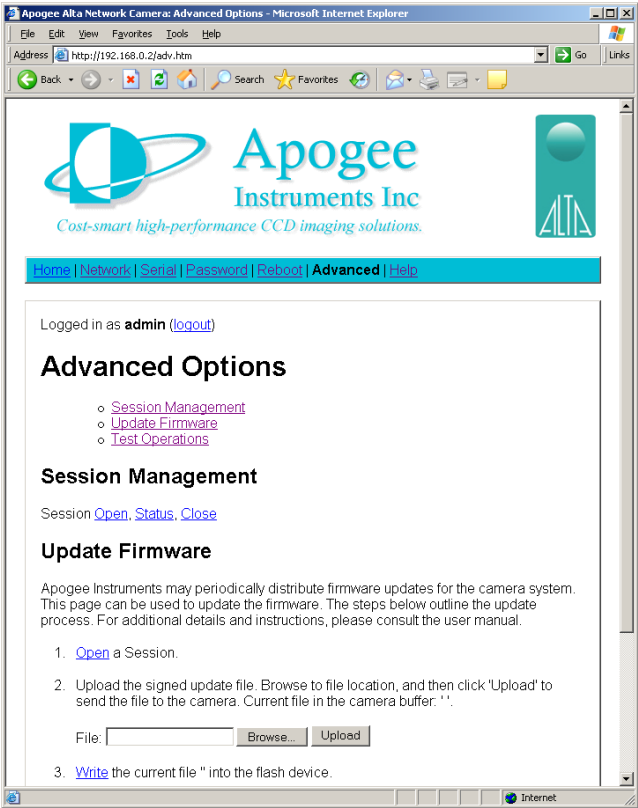 Apogee Alta Network Camera: Advanced Options - Microsoft Internet Explorer
File Edit View Favorites Tools Help
Address http://192.168.0.2/adv.htm Go Links
Back Search Favorites
Apogee
Instruments Inc
Cost-smart high-performance CCD imaging solutions.
ALTA
Home | Network | Serial | Password | Reboot | Advanced | Help
Logged in as admin (logout)
Advanced Options
Session Management
Update Firmware
Test Operations
Session Management
Session Open, Status, Close
Update Firmware
Apogee Instruments may periodically distribute firmware updates for the camera system.
This page can be used to update the firmware. The steps below outline the update
process. For additional details and instructions, please consult the user manual.
1. Open a Session.
2. Upload the signed update file. Browse to file location, and then click 'Upload' to
send the file to the camera. Current file in the camera buffer: ' '.
File: Browse... Upload
3. Write the current file '' into the flash device.
Internet